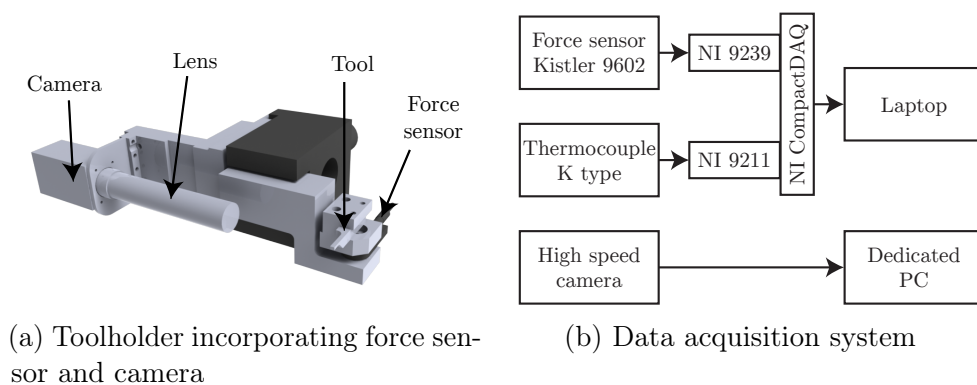 Camera
Lens
Tool
Force
sensor
(a) Toolholder incorporating force sen-
sor and camera
Force sensor
Kistler 9602
NI 9239
Thermocouple
K type
NI 9211
NI CompactDAQ
Laptop
High speed
camera
Dedicated
PC
(b) Data acquisition system